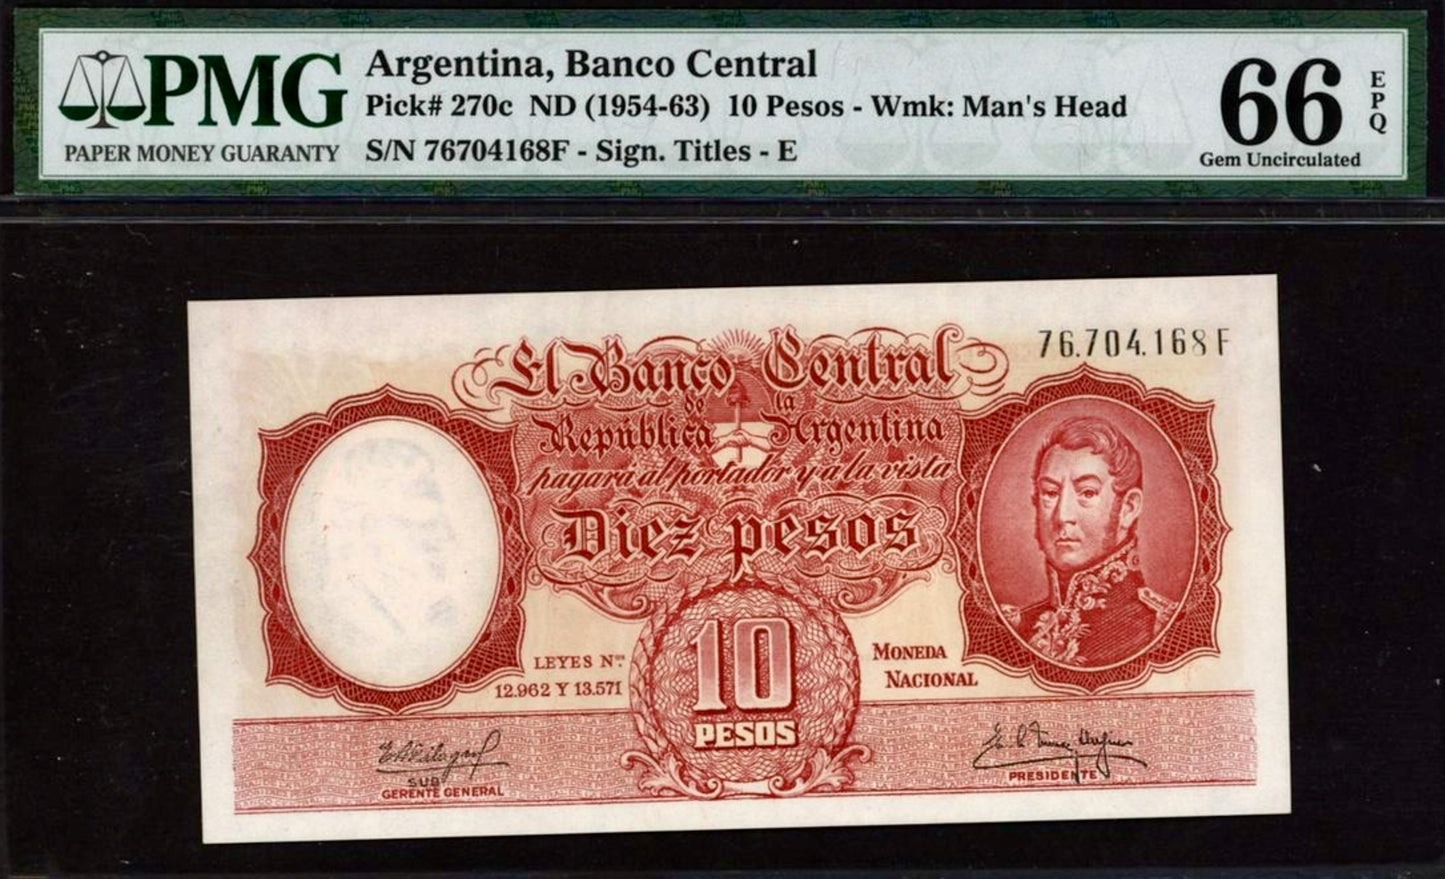 PMG
PAPER MONEY GUARANTY
Argentina, Banco Central
Pick# 270c ND (1954-63) 10 Pesos - Wmk: Man's Head
S/N 76704168F - Sign. Titles - E
66
EPQ
Gem Uncirculated
76.704.168 F
El Banco Central
de la
República Argentina
pagará al portador y a la vista
Diez pesos
LEYES Nos.
12.962 Y 13.571
10
PESOS
MONEDA
NACIONAL
SUB
GERENTE GENERAL
PRESIDENTE